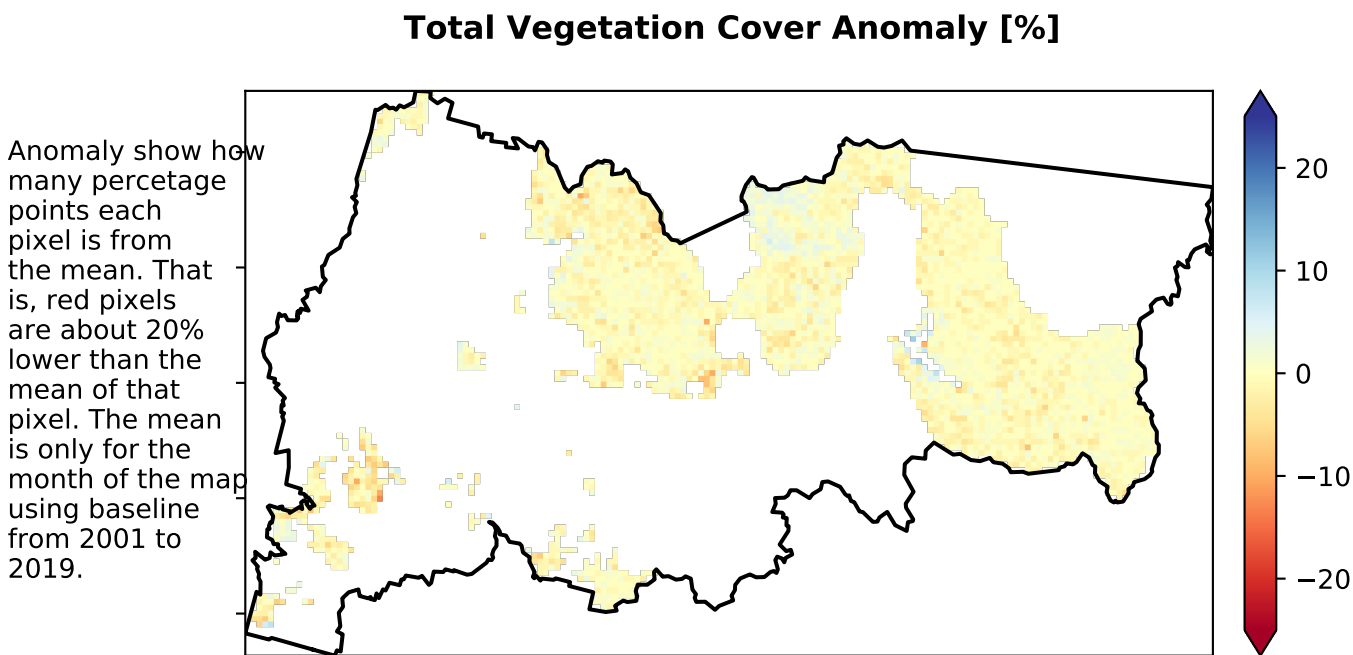 Total Vegetation Cover Anomaly [%]
Anomaly show how
many percetage
points each
pixel is from
the mean. That
is, red pixels
are about 20%
lower than the
mean of that
pixel. The mean
is only for the
month of the map
using baseline
from 2001 to
2019.
20
10
0
−10
−20